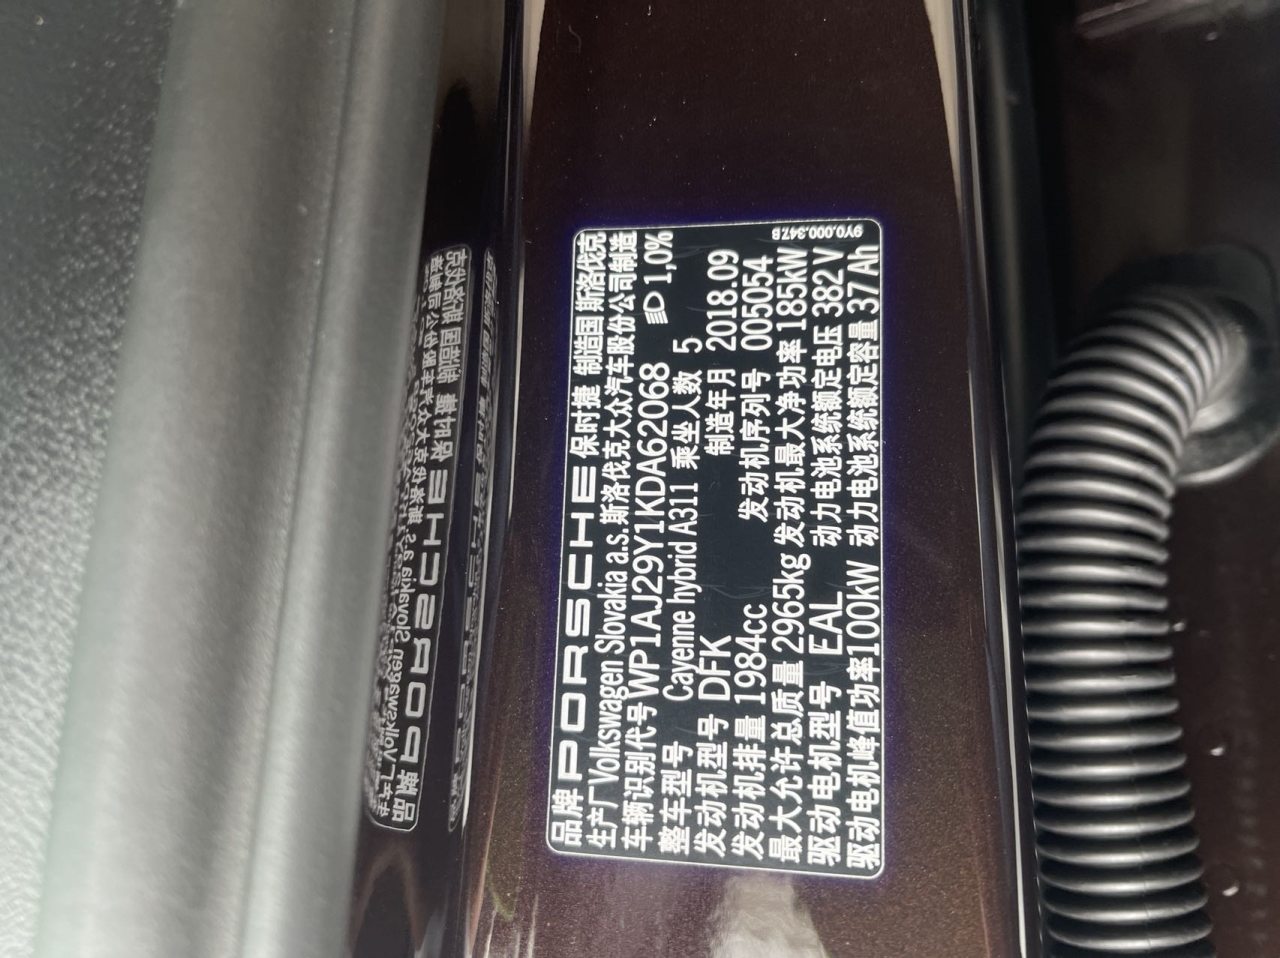 品牌 PORSCHE 保时捷 制造国 斯洛伐克
生产厂 Volkswagen Slovakia a.s. 斯洛伐克大众汽车股份公司制造
车辆识别代号 WP1AJ29Y1KDA62068 1,0%
整车型号 Cayenne hybrid A311 乘坐人数 5
发动机型号 DFK 制造年月 2018.09
发动机排量 1984cc 发动机序列号 005054
最大允许总质量 2965kg 发动机最大净功率 185kW
驱动电机型号 EAL 动力电池系统额定电压 382 V
驱动电机峰值功率 100kW 动力电池系统额定容量 37 Ah
9Y0.000.347.B